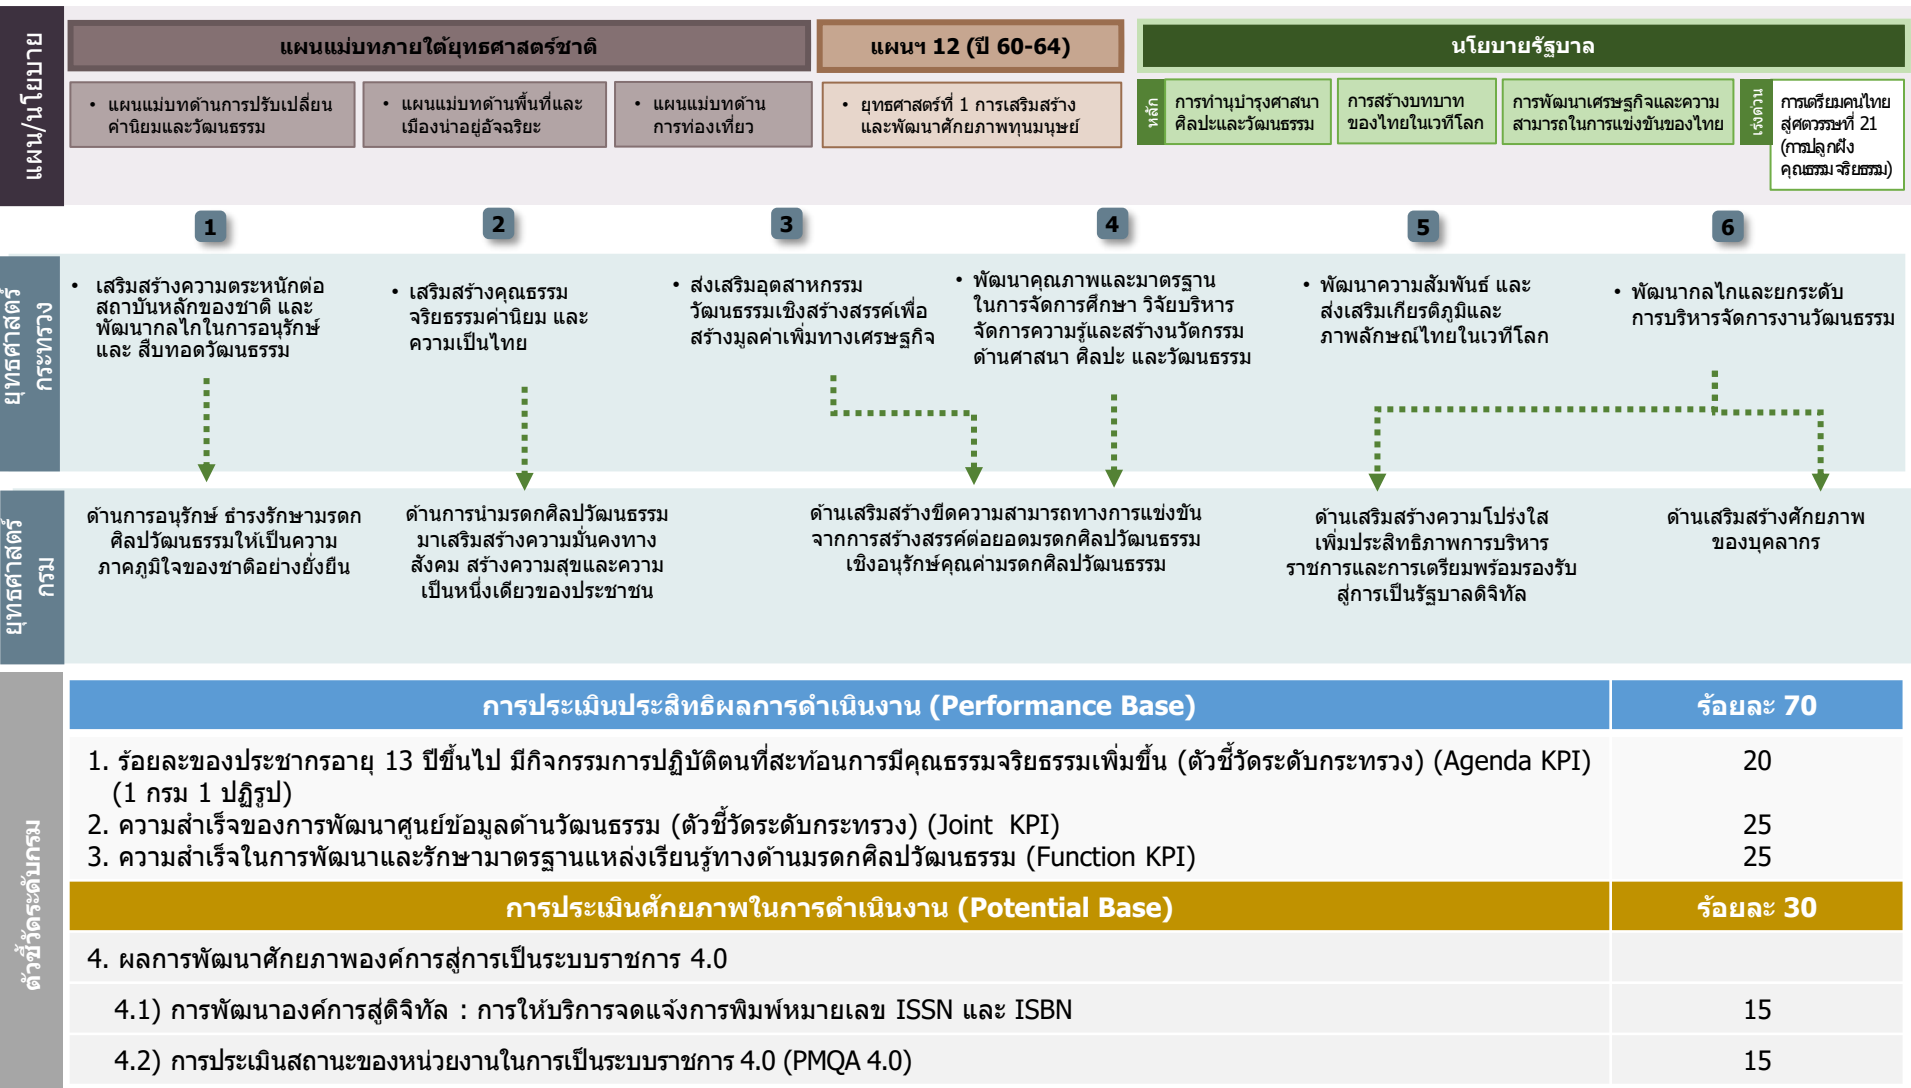 แผน/นโยบาย
แผนแม่บทภายใต้ยุทธศาสตร์ชาติ
แผนฯ 12 (ปี 60-64)
นโยบายรัฐบาล
• แผนแม่บทด้านการปรับเปลี่ยน
ค่านิยมและวัฒนธรรม
• แผนแม่บทด้านพื้นที่และ
เมืองน่าอยู่อัจฉริยะ
• แผนแม่บทด้าน
การท่องเที่ยว
• ยุทธศาสตร์ที่ 1 การเสริมสร้าง
และพัฒนาศักยภาพทุนมนุษย์
หลัก
การทำนุบำรุงศาสนา
ศิลปะและวัฒนธรรม
การสร้างบทบาท
ของไทยในเวทีโลก
การพัฒนาเศรษฐกิจและความ
สามารถในการแข่งขันของไทย
เร่งด่วน
การเตรียมคนไทย
สู่ศตวรรษที่ 21
(การปลูกฝัง
คุณธรรม จริยธรรม)
1
2
3
4
5
6
ยุทธศาสตร์
กระทรวง
• เสริมสร้างความตระหนักต่อ
สถาบันหลักของชาติ และ
พัฒนากลไกในการอนุรักษ์
และ สืบทอดวัฒนธรรม
• เสริมสร้างคุณธรรม
จริยธรรมค่านิยม และ
ความเป็นไทย
• ส่งเสริมอุตสาหกรรม
วัฒนธรรมเชิงสร้างสรรค์เพื่อ
สร้างมูลค่าเพิ่มทางเศรษฐกิจ
• พัฒนาคุณภาพและมาตรฐาน
ในการจัดการศึกษา วิจัยบริหาร
จัดการความรู้และสร้างนวัตกรรม
ด้านศาสนา ศิลปะ และวัฒนธรรม
• พัฒนาความสัมพันธ์ และ
ส่งเสริมเกียรติภูมิและ
ภาพลักษณ์ไทยในเวทีโลก
• พัฒนากลไกและยกระดับ
การบริหารจัดการงานวัฒนธรรม
ยุทธศาสตร์
กรม
ด้านการอนุรักษ์ ธำรงรักษามรดก
ศิลปวัฒนธรรมให้เป็นความ
ภาคภูมิใจของชาติอย่างยั่งยืน
ด้านการนำมรดกศิลปวัฒนธรรม
มาเสริมสร้างความมั่นคงทาง
สังคม สร้างความสุขและความ
เป็นหนึ่งเดียวของประชาชน
ด้านเสริมสร้างขีดความสามารถทางการแข่งขัน
จากการสร้างสรรค์ต่อยอดมรดกศิลปวัฒนธรรม
เชิงอนุรักษ์คุณค่ามรดกศิลปวัฒนธรรม
ด้านเสริมสร้างความโปร่งใส
เพิ่มประสิทธิภาพการบริหาร
ราชการและการเตรียมพร้อมรองรับ
สู่การเป็นรัฐบาลดิจิทัล
ด้านเสริมสร้างศักยภาพ
ของบุคลากร
ตัวชี้วัดระดับกรม
การประเมินประสิทธิผลการดำเนินงาน (Performance Base) ร้อยละ 70
1. ร้อยละของประชากรอายุ 13 ปีขึ้นไป มีกิจกรรมการปฏิบัติตนที่สะท้อนการมีคุณธรรมจริยธรรมเพิ่มขึ้น (ตัวชี้วัดระดับกระทรวง) (Agenda KPI) 20
(1 กรม 1 ปฏิรูป)
2. ความสำเร็จของการพัฒนาศูนย์ข้อมูลด้านวัฒนธรรม (ตัวชี้วัดระดับกระทรวง) (Joint KPI) 25
3. ความสำเร็จในการพัฒนาและรักษามาตรฐานแหล่งเรียนรู้ทางด้านมรดกศิลปวัฒนธรรม (Function KPI) 25
การประเมินศักยภาพในการดำเนินงาน (Potential Base) ร้อยละ 30
4. ผลการพัฒนาศักยภาพองค์การสู่การเป็นระบบราชการ 4.0
4.1) การพัฒนาองค์การสู่ดิจิทัล : การให้บริการจดแจ้งการพิมพ์หมายเลข ISSN และ ISBN 15
4.2) การประเมินสถานะของหน่วยงานในการเป็นระบบราชการ 4.0 (PMQA 4.0) 15